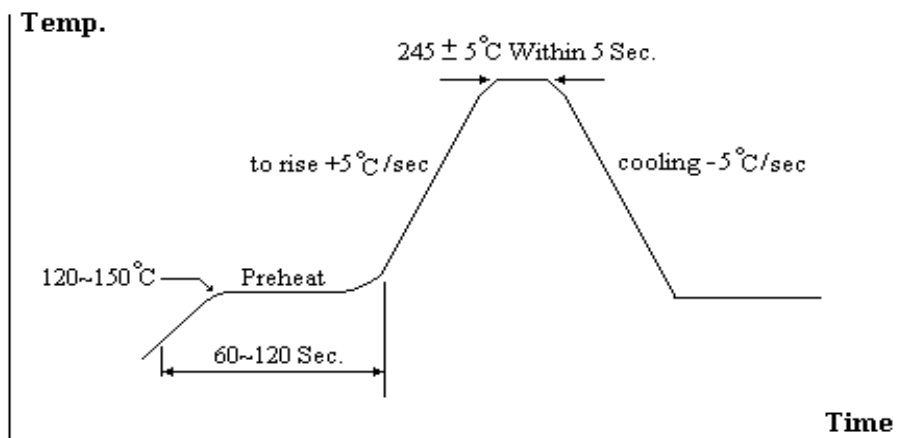 Temp.
245 ± 5°C Within 5 Sec.
to rise +5°C/sec
cooling -5°C/sec
120~150°C
Preheat
60~120 Sec.
Time